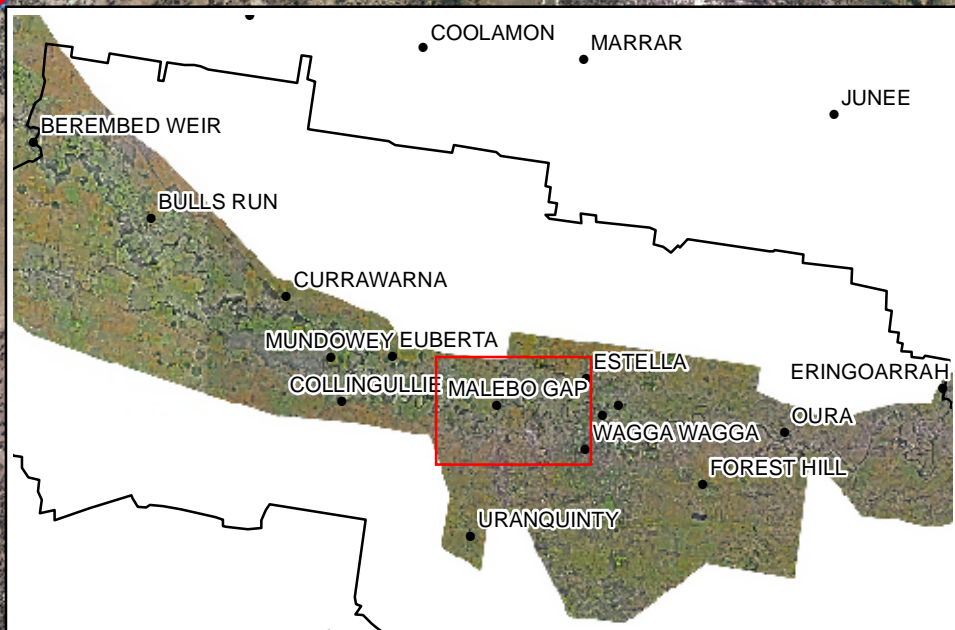 COOLAMON
MARRAR
JUNEE
BEREMBED WEIR
BULLS RUN
CURRAWARNA
MUNDOWEY EUBERTA
ESTELLA
ERINGOARRAH
COLLINGULLIE
MALEBO GAP
OURA
WAGGA WAGGA
FOREST HILL
URANQUINTY